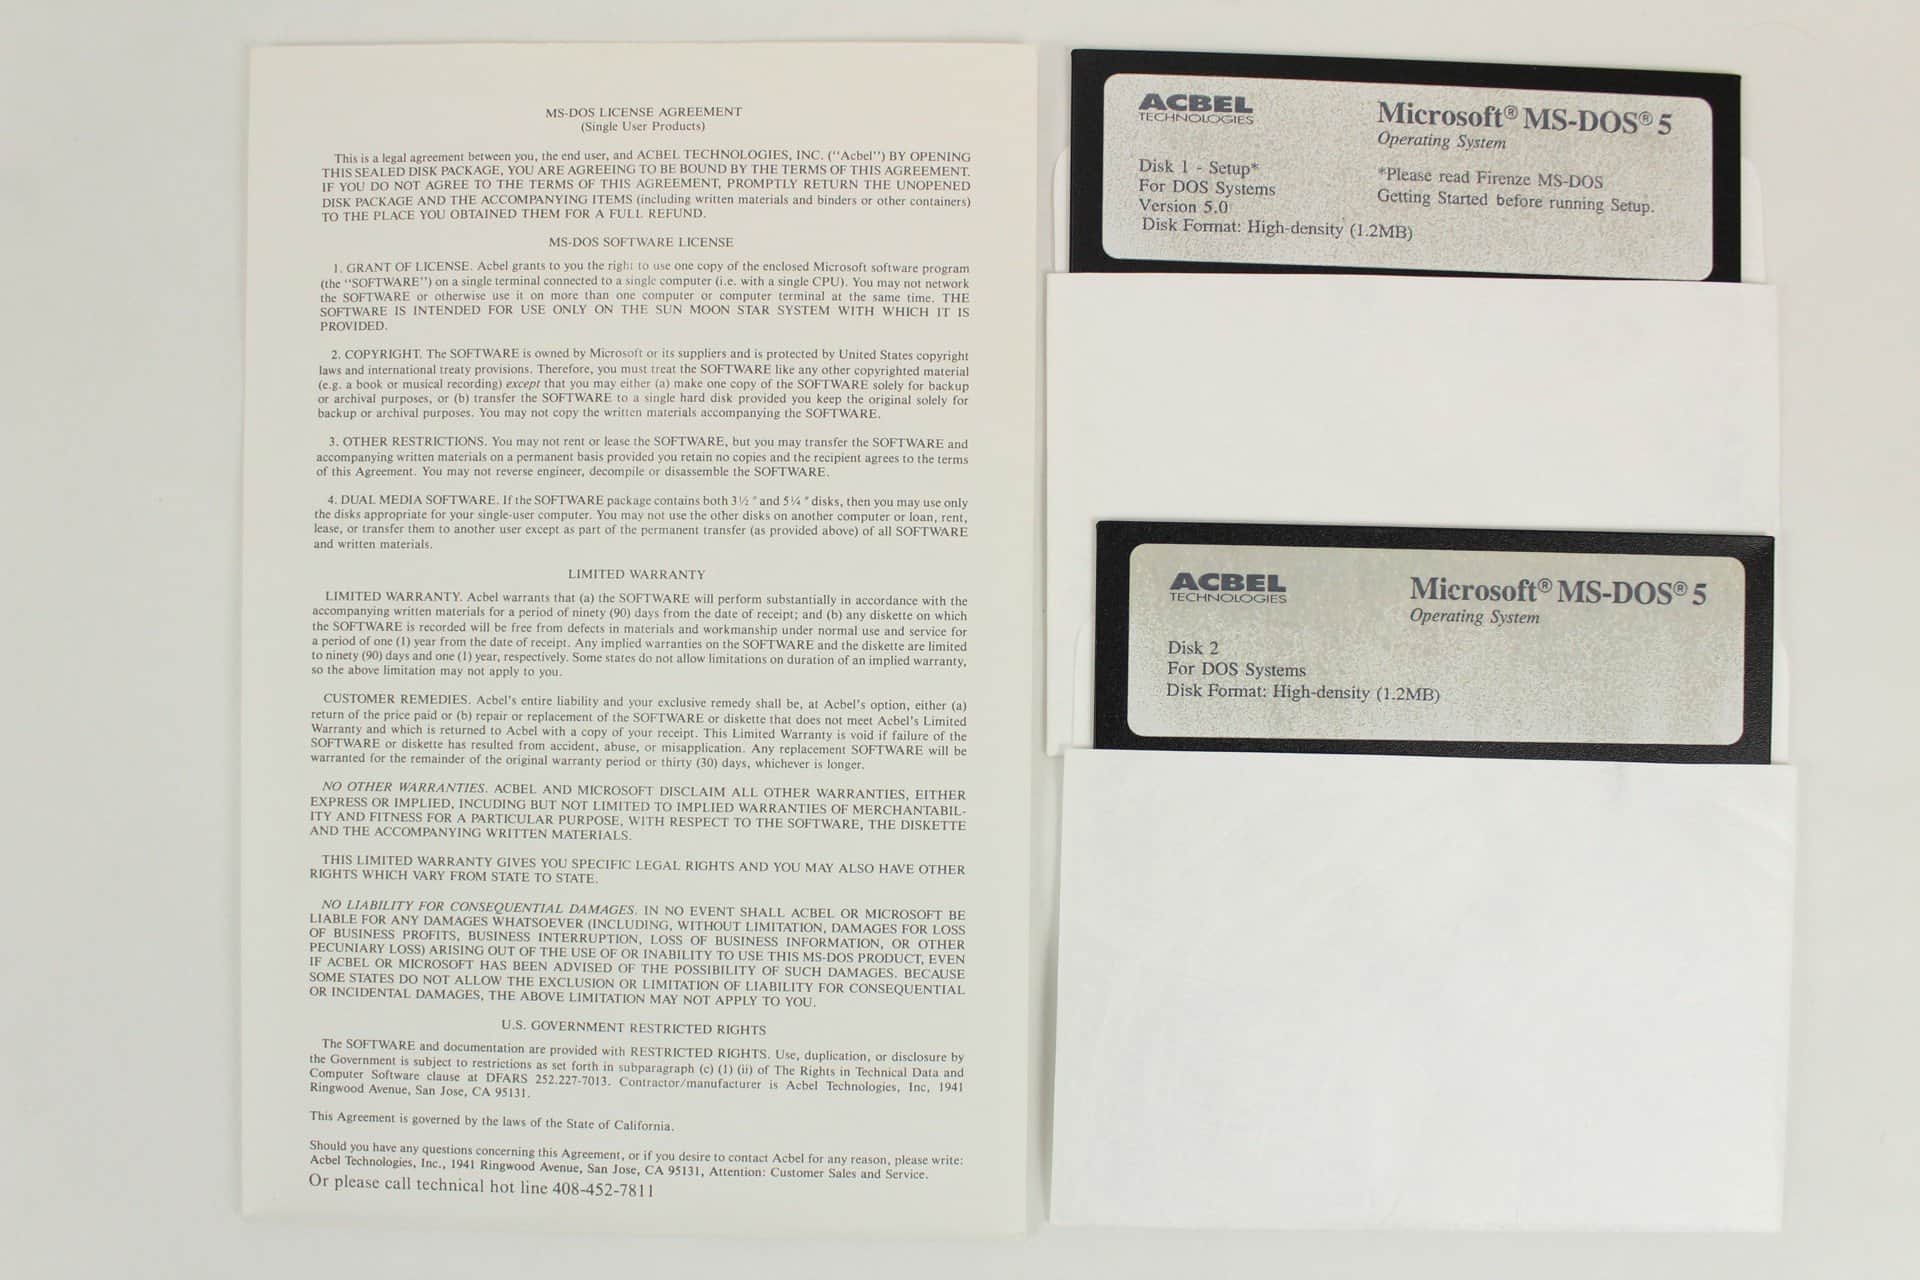 MS-DOS LICENSE AGREEMENT
(Single User Products)
This is a legal agreement between you, the end user, and ACBEL TECHNOLOGIES, INC. (''Acbel'') BY OPENING
THIS SEALED DISK PACKAGE, YOU ARE AGREEING TO BE BOUND BY THE TERMS OF THIS AGREEMENT.
IF YOU DO NOT AGREE TO THE TERMS OF THIS AGREEMENT, PROMPTLY RETURN THE UNOPENED
DISK PACKAGE AND THE ACCOMPANYING ITEMS (including written materials and binders or other containers)
TO THE PLACE YOU OBTAINED THEM FOR A FULL REFUND.
MS-DOS SOFTWARE LICENSE
1. GRANT OF LICENSE. Acbel grants to you the right to use one copy of the enclosed Microsoft software program
(the ''SOFTWARE'') on a single terminal connected to a single computer (i.e. with a single CPU). You may not network
the SOFTWARE or otherwise use it on more than one computer or computer terminal at the same time. THE
SOFTWARE IS INTENDED FOR USE ONLY ON THE SUN MOON STAR SYSTEM WITH WHICH IT IS
PROVIDED.
2. COPYRIGHT. The SOFTWARE is owned by Microsoft or its suppliers and is protected by United States copyright
laws and international treaty provisions. Therefore, you must treat the SOFTWARE like any other copyrighted material
(e.g. a book or musical recording) except that you may either (a) make one copy of the SOFTWARE solely for backup
or archival purposes, or (b) transfer the SOFTWARE to a single hard disk provided you keep the original solely for
backup or archival purposes. You may not copy the written materials accompanying the SOFTWARE.
3. OTHER RESTRICTIONS. You may not rent or lease the SOFTWARE, but you may transfer the SOFTWARE and
accompanying written materials on a permanent basis provided you retain no copies and the recipient agrees to the terms
of this Agreement. You may not reverse engineer, decompile or disassemble the SOFTWARE.
4. DUAL MEDIA SOFTWARE. If the SOFTWARE package contains both 3½ " and 5¼ " disks, then you may use only
the disks appropriate for your single-user computer. You may not use the other disks on another computer or loan, rent,
lease, or transfer them to another user except as part of the permanent transfer (as provided above) of all SOFTWARE
and written materials.
LIMITED WARRANTY
LIMITED WARRANTY. Acbel warrants that (a) the SOFTWARE will perform substantially in accordance with the
accompanying written materials for a period of ninety (90) days from the date of receipt; and (b) any diskette on which
the SOFTWARE is recorded will be free from defects in materials and workmanship under normal use and service for
a period of one (1) year from the date of receipt. Any implied warranties on the SOFTWARE and the diskette are limited
to ninety (90) days and one (1) year, respectively. Some states do not allow limitations on duration of an implied warranty,
so the above limitation may not apply to you.
CUSTOMER REMEDIES. Acbel's entire liability and your exclusive remedy shall be, at Acbel's option, either (a)
return of the price paid or (b) repair or replacement of the SOFTWARE or diskette that does not meet Acbel's Limited
Warranty and which is returned to Acbel with a copy of your receipt. This Limited Warranty is void if failure of the
SOFTWARE or diskette has resulted from accident, abuse, or misapplication. Any replacement SOFTWARE will be
warranted for the remainder of the original warranty period or thirty (30) days, whichever is longer.
NO OTHER WARRANTIES. ACBEL AND MICROSOFT DISCLAIM ALL OTHER WARRANTIES, EITHER
EXPRESS OR IMPLIED, INCUDING BUT NOT LIMITED TO IMPLIED WARRANTIES OF MERCHANTABIL-
ITY AND FITNESS FOR A PARTICULAR PURPOSE, WITH RESPECT TO THE SOFTWARE, THE DISKETTE
AND THE ACCOMPANYING WRITTEN MATERIALS.
THIS LIMITED WARRANTY GIVES YOU SPECIFIC LEGAL RIGHTS AND YOU MAY ALSO HAVE OTHER
RIGHTS WHICH VARY FROM STATE TO STATE.
NO LIABILITY FOR CONSEQUENTIAL DAMAGES. IN NO EVENT SHALL ACBEL OR MICROSOFT BE
LIABLE FOR ANY DAMAGES WHATSOEVER (INCLUDING, WITHOUT LIMITATION, DAMAGES FOR LOSS
OF BUSINESS PROFITS, BUSINESS INTERRUPTION, LOSS OF BUSINESS INFORMATION, OR OTHER
PECUNIARY LOSS) ARISING OUT OF THE USE OF OR INABILITY TO USE THIS MS-DOS PRODUCT, EVEN
IF ACBEL OR MICROSOFT HAS BEEN ADVISED OF THE POSSIBILITY OF SUCH DAMAGES. BECAUSE
SOME STATES DO NOT ALLOW THE EXCLUSION OR LIMITATION OF LIABILITY FOR CONSEQUENTIAL
OR INCIDENTAL DAMAGES, THE ABOVE LIMITATION MAY NOT APPLY TO YOU.
U.S. GOVERNMENT RESTRICTED RIGHTS
The SOFTWARE and documentation are provided with RESTRICTED RIGHTS. Use, duplication, or disclosure by
the Government is subject to restrictions as set forth in subparagraph (c) (1) (ii) of The Rights in Technical Data and
Computer Software clause at DFARS 252.227-7013. Contractor/manufacturer is Acbel Technologies, Inc, 1941
Ringwood Avenue, San Jose, CA 95131.
This Agreement is governed by the laws of the State of California.
Should you have any questions concerning this Agreement, or if you desire to contact Acbel for any reason, please write:
Acbel Technologies, Inc., 1941 Ringwood Avenue, San Jose, CA 95131, Attention: Customer Sales and Service.
Or please call technical hot line 408-452-7811
ACBEL
TECHNOLOGIES
Microsoft® MS-DOS® 5
Operating System
Disk 1 - Setup*
For DOS Systems
Version 5.0
Disk Format: High-density (1.2MB)
*Please read Firenze MS-DOS
Getting Started before running Setup.
ACBEL
TECHNOLOGIES
Microsoft® MS-DOS® 5
Operating System
Disk 2
For DOS Systems
Disk Format: High-density (1.2MB)